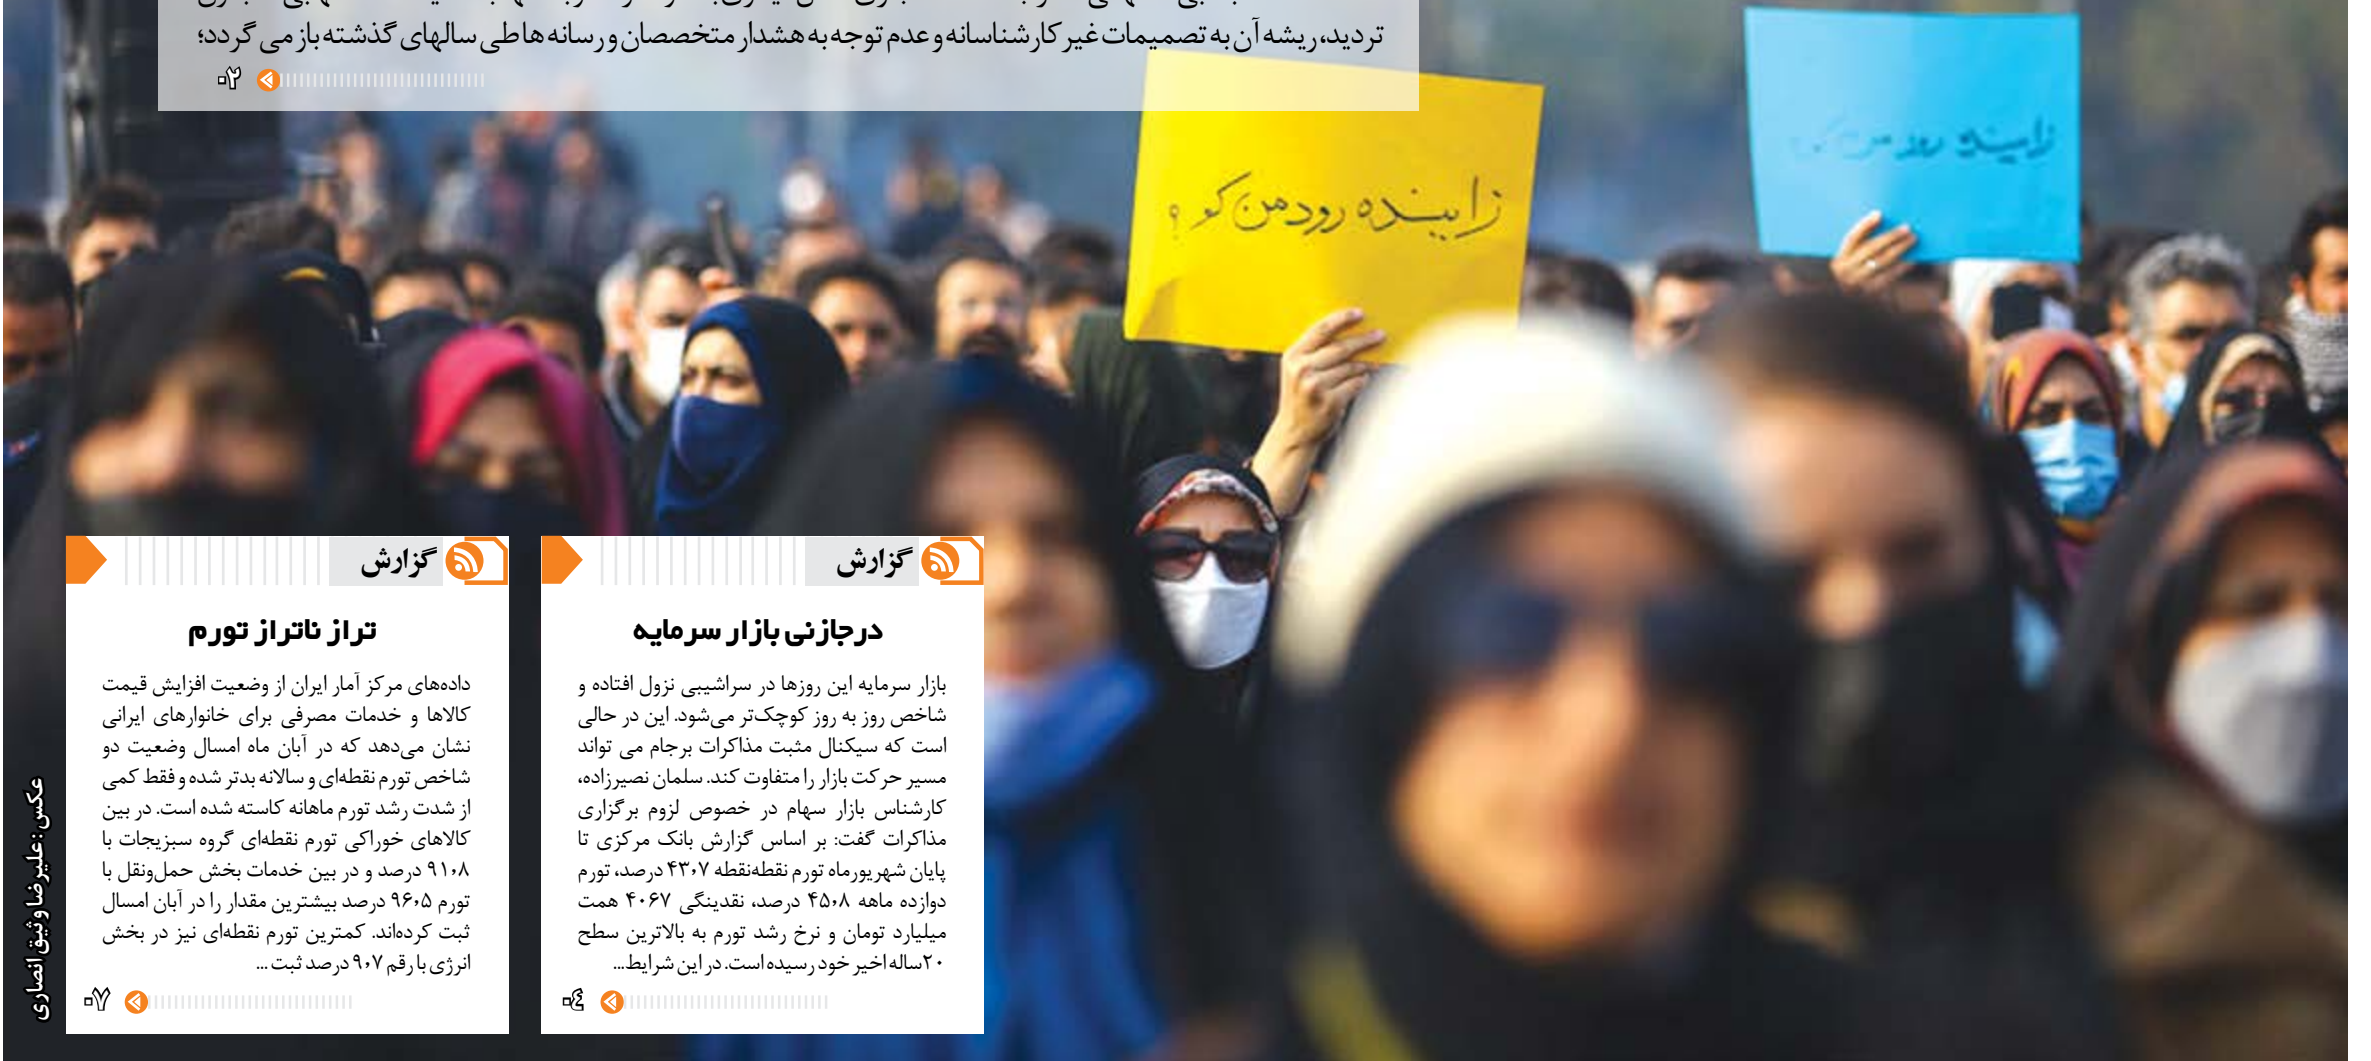 تردید، ریشه آن به تصمیمات غیر کارشناسانه و عدم توجه به هشدار متخصصان و رسانه ها طی سالهای گذشته باز می گردد؛
۰۲
زاینده رود من کو ؟
زاینده رود من
گزارش
درجازنی بازار سرمایه
بازار سرمایه این روزها در سراشیبی نزول افتاده و
شاخص روز به روز کوچک‌تر می‌شود. این در حالی
است که سیکنال مثبت مذاکرات برجام می تواند
مسیر حرکت بازار را متفاوت کند. سلمان نصیرزاده،
کارشناس بازار سهام در خصوص لزوم برگزاری
مذاکرات گفت: بر اساس گزارش بانک مرکزی تا
پایان شهریورماه تورم نقطه‌نقطه ۴۳،۷ درصد، تورم
دوازده ماهه ۴۵،۸ درصد، نقدینگی ۴۰۶۷ همت
میلیارد تومان و نرخ رشد تورم به بالاترین سطح
۲۰ساله اخیر خود رسیده است. در این شرایط...
۰۴
گزارش
تراز ناتراز تورم
داده‌های مرکز آمار ایران از وضعیت افزایش قیمت
کالاها و خدمات مصرفی برای خانوارهای ایرانی
نشان می‌دهد که در آبان ماه امسال وضعیت دو
شاخص تورم نقطه‌ای و سالانه بدتر شده و فقط کمی
از شدت رشد تورم ماهانه کاسته شده است. در بین
کالاهای خوراکی تورم نقطه‌ای گروه سبزیجات با
۹۱،۸ درصد و در بین خدمات بخش حمل‌ونقل با
تورم ۹۶،۵ درصد بیشترین مقدار را در آبان امسال
ثبت کرده‌اند. کمترین تورم نقطه‌ای نیز در بخش
انرژی با رقم ۹،۷ درصد ثبت ...
۰۷
عکس : علیرضا وثیق انصاری